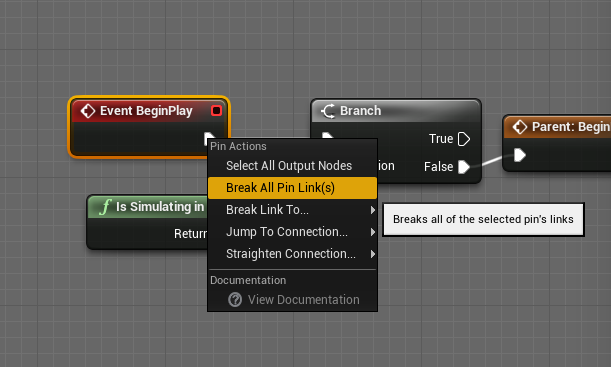 Event BeginPlay
Branch
True
Parent: Begin
Pin Actions
Select All Output Nodes
ion
False
Break All Pin Link(s)
Is Simulating in
Break Link To...
Breaks all of the selected pin's links
Return
Jump To Connection...
Straighten Connection...
Documentation
View Documentation